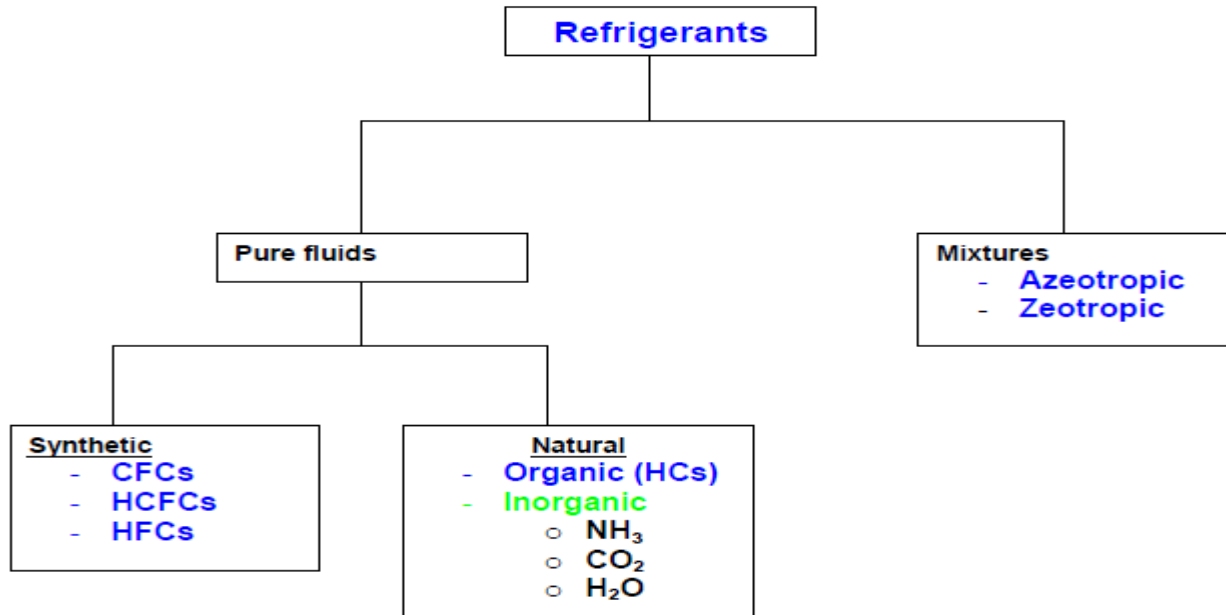 Refrigerants
Pure fluids
Mixtures
- Azeotropic
- Zeotropic
Synthetic
- CFCs
- HCFCs
- HFCs
Natural
- Organic (HCs)
- Inorganic
o NH₃
o CO₂
o H₂O